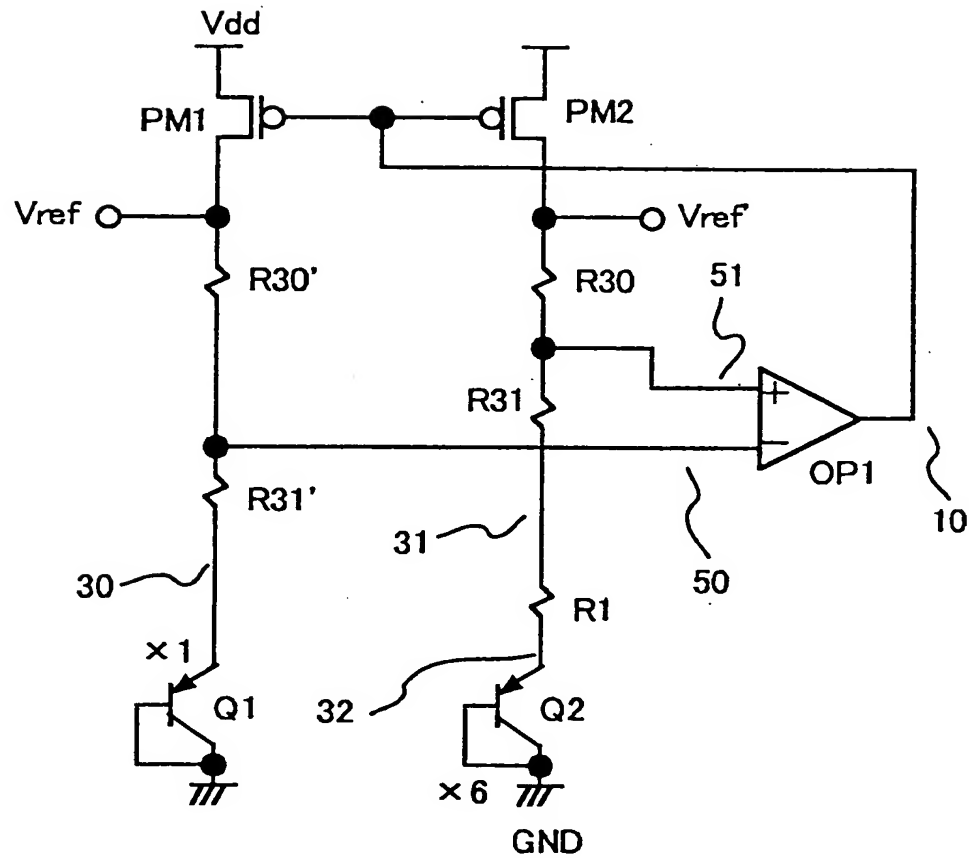 Vdd
PM1
PM2
Vref
Vref'
R30'
R30
51
R31
+
−
OP1
R31'
10
31
50
30
R1
×1
32
Q1
Q2
×6
GND